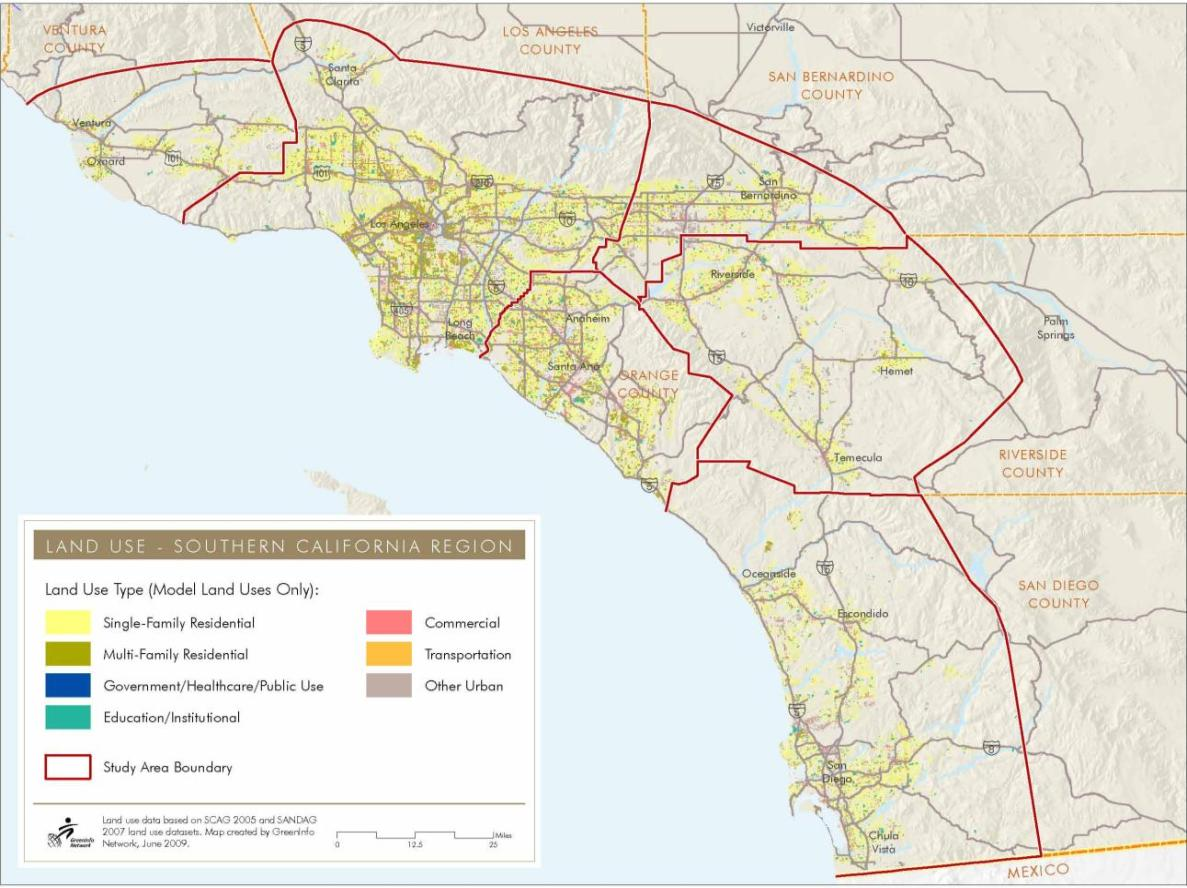 VENTURA
COUNTY
LOS ANGELES
COUNTY
Victorville
SAN BERNARDINO
COUNTY
5
Santa
Clarita
Ventura
Oxnard
101
101
210
15
San
Bernardino
10
Los Angeles
Riverside
10
5
405
Long
Beach
Anaheim
Palm
Springs
15
Santa Ana
ORANGE
COUNTY
Hemet
Temecula
RIVERSIDE
COUNTY
5
Oceanside
15
SAN DIEGO
COUNTY
Escondido
5
8
San
Diego
Chula
Vista
MEXICO
LAND USE - SOUTHERN CALIFORNIA REGION
Land Use Type (Model Land Uses Only):
Single-Family Residential
Multi-Family Residential
Government/Healthcare/Public Use
Education/Institutional
Commercial
Transportation
Other Urban
Study Area Boundary
GreenInfo
Network
Land use data based on SCAG 2005 and SANDAG
2007 land use datasets. Map created by GreenInfo
Network, June 2009.
Miles
0 12.5 25